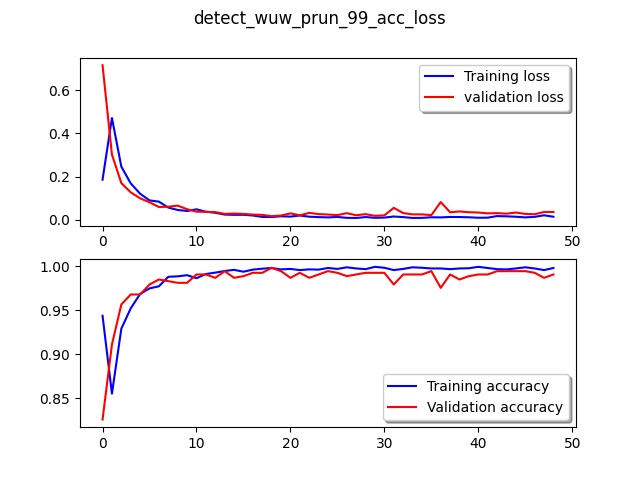 detect_wuw_prun_99_acc_loss
0.6
0.4
0.2
0.0
Training loss
validation loss
0 10 20 30 40 50
1.00
0.95
0.90
0.85
Training accuracy
Validation accuracy
0 10 20 30 40 50